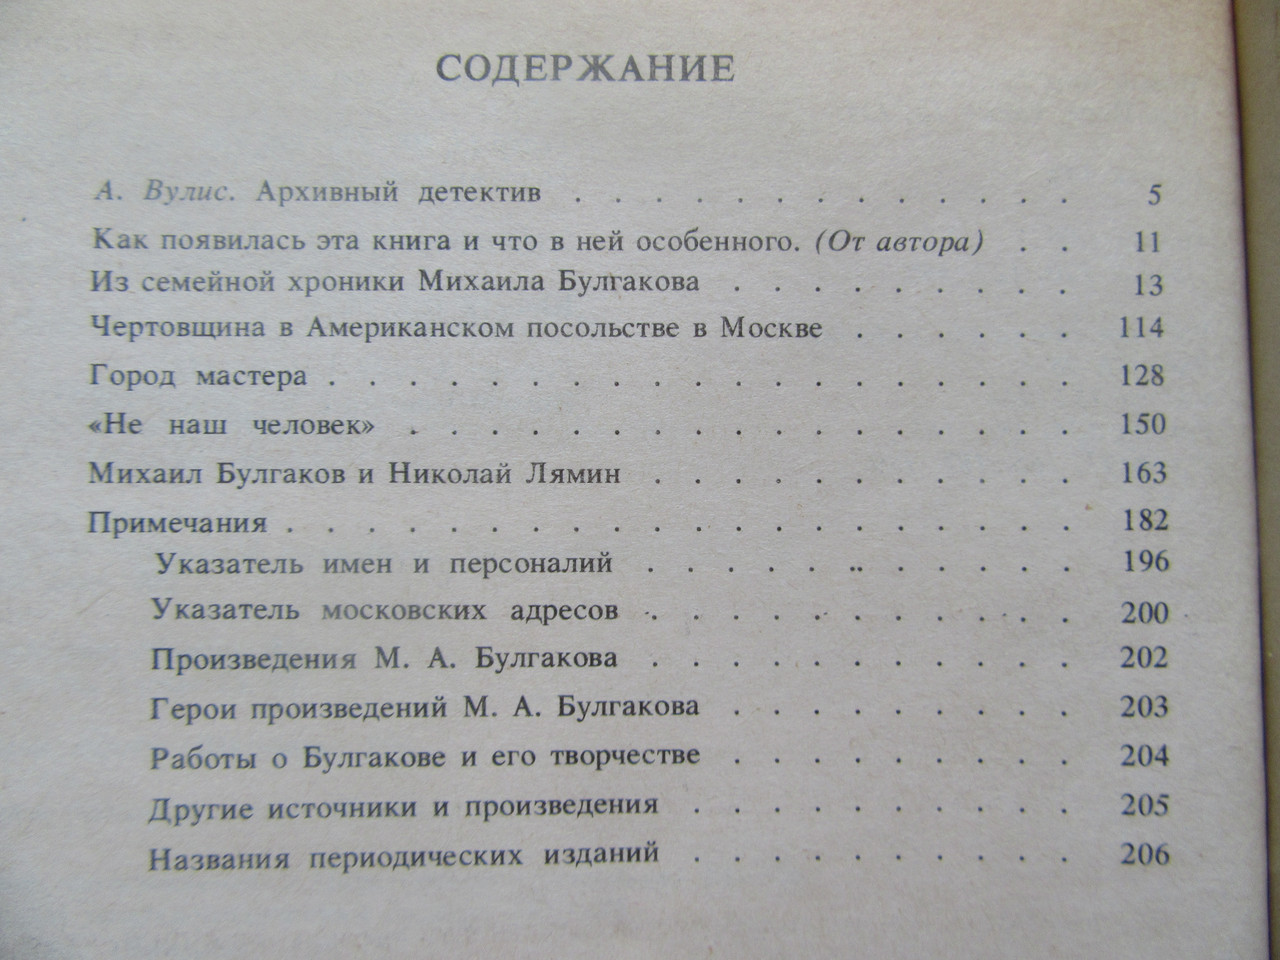 СОДЕРЖАНИЕ
А. Вулис. Архивный детектив . . . . . . . . . . . . . 5
Как появилась эта книга и что в ней особенного. (От автора) . . 11
Из семейной хроники Михаила Булгакова . . . . . . . . . 13
Чертовщина в Американском посольстве в Москве . . . . . . 114
Город мастера . . . . . . . . . . . . . . . . . . . 128
«Не наш человек» . . . . . . . . . . . . . . . . . 150
Михаил Булгаков и Николай Лямин . . . . . . . . . . . 163
Примечания . . . . . . . . . . . . . . . . . . . . 182
Указатель имен и персоналий . . . . . . . . . . . 196
Указатель московских адресов . . . . . . . . . . . 200
Произведения М. А. Булгакова . . . . . . . . . . . 202
Герои произведений М. А. Булгакова . . . . . . . . . 203
Работы о Булгакове и его творчестве . . . . . . . . . 204
Другие источники и произведения . . . . . . . . . . 205
Названия периодических изданий . . . . . . . . . . 206